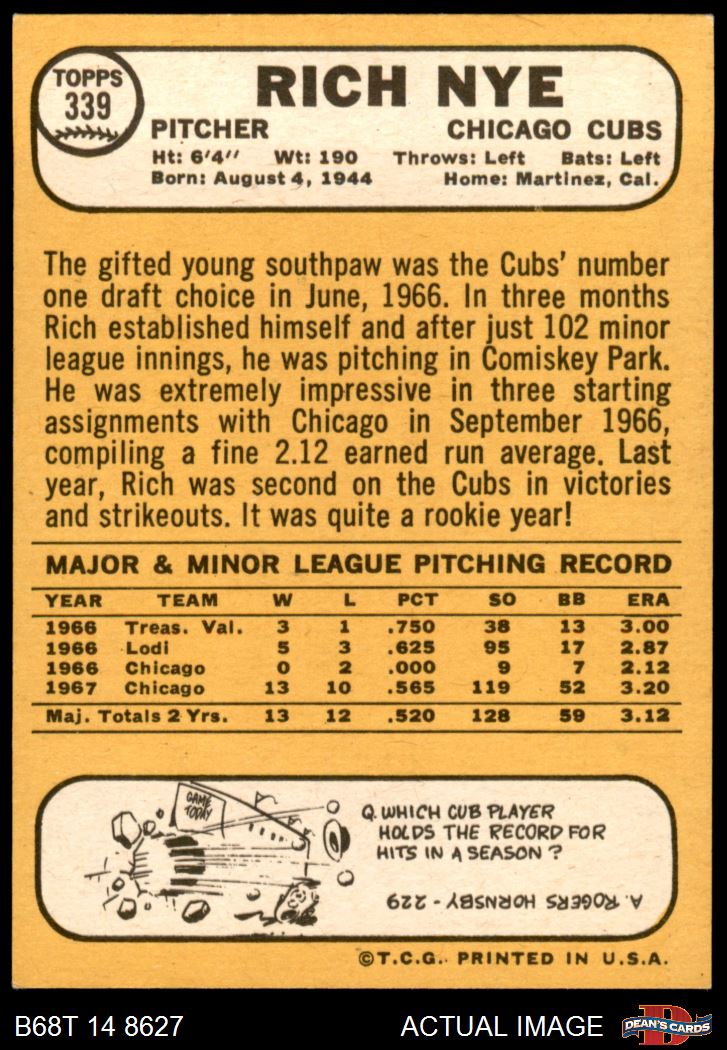 TOPPS
339
RICH NYE
PITCHER CHICAGO CUBS
Ht: 6'4" Wt: 190 Throws: Left Bats: Left
Born: August 4, 1944 Home: Martinez, Cal.
The gifted young southpaw was the Cubs' number
one draft choice in June, 1966. In three months
Rich established himself and after just 102 minor
league innings, he was pitching in Comiskey Park.
He was extremely impressive in three starting
assignments with Chicago in September 1966,
compiling a fine 2.12 earned run average. Last
year, Rich was second on the Cubs in victories
and strikeouts. It was quite a rookie year!
MAJOR & MINOR LEAGUE PITCHING RECORD
YEAR TEAM W L PCT SO BB ERA
1966 Treas. Val. 3 1 .750 38 13 3.00
1966 Lodi 5 3 .625 95 17 2.87
1966 Chicago 0 2 .000 9 7 2.12
1967 Chicago 13 10 .565 119 52 3.20
Maj. Totals 2 Yrs. 13 12 .520 128 59 3.12
GAME
TODAY
Q. WHICH CUB PLAYER
HOLDS THE RECORD FOR
HITS IN A SEASON?
A. ROGERS HORNSBY - 229
©T.C.G. PRINTED IN U.S.A.
B68T 14 8627 ACTUAL IMAGE
D
DEAN'S CARDS